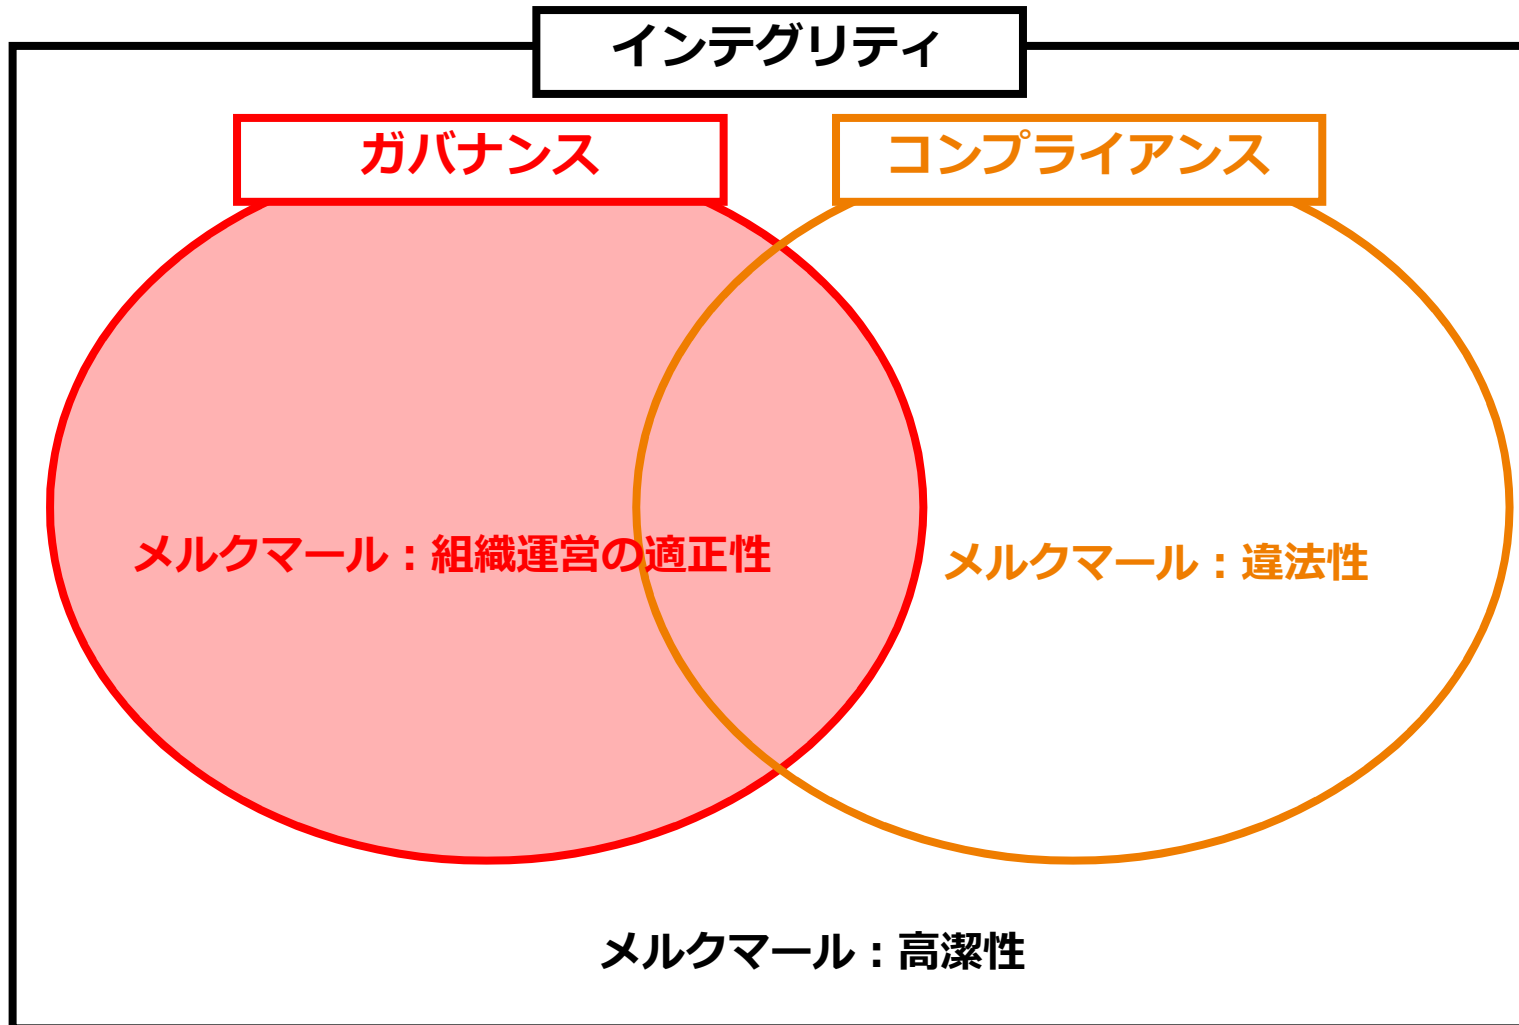 インテグリティ
ガバナンス
コンプライアンス
メルクマール：組織運営の適正性
メルクマール：違法性
メルクマール：高潔性